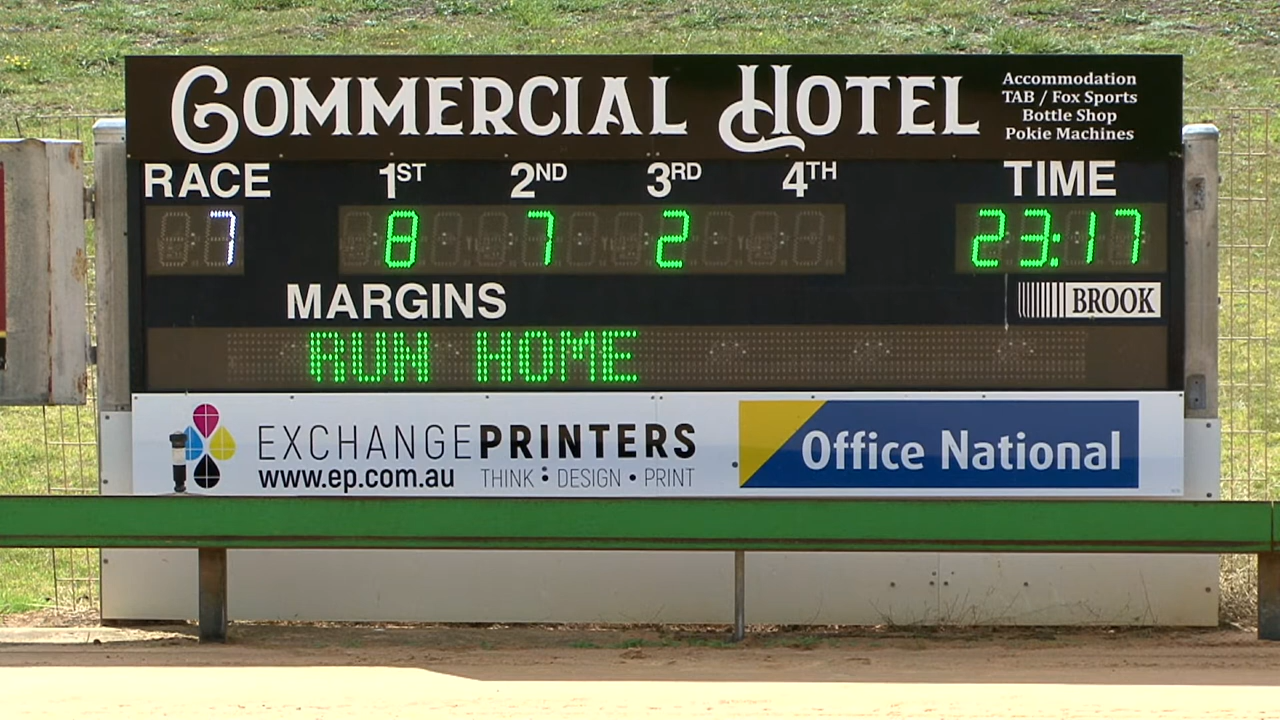 COMMERCIAL HOTEL
Accommodation
TAB / Fox Sports
Bottle Shop
Pokie Machines
RACE 1ST 2ND 3RD 4TH TIME
7 8 7 2 23:17
MARGINS
BROOK
RUN HOME
EXCHANGEPRINTERS
www.ep.com.au THINK : DESIGN • PRINT
Office National